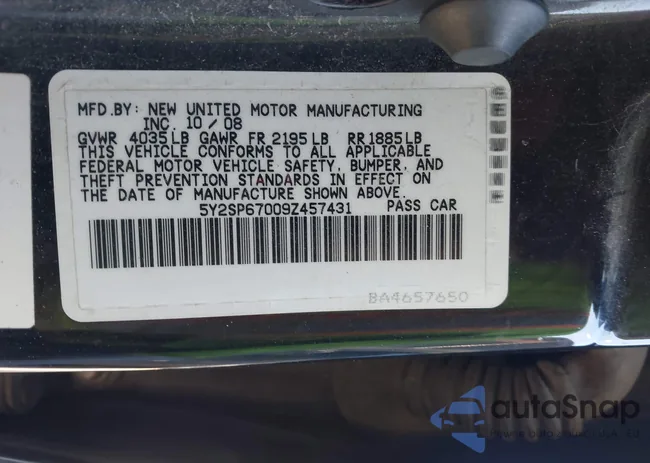 MFD.BY: NEW UNITED MOTOR MANUFACTURING
INC. 10/08
GVWR 4035LB GAWR FR 2195LB RR1885LB
THIS VEHICLE CONFORMS TO ALL APPLICABLE
FEDERAL MOTOR VEHICLE SAFETY, BUMPER, AND
THEFT PREVENTION STANDARDS IN EFFECT ON
THE DATE OF MANUFACTURE SHOWN ABOVE.
5Y2SP67009Z457431 PASS CAR
BA4657650
autoSnap